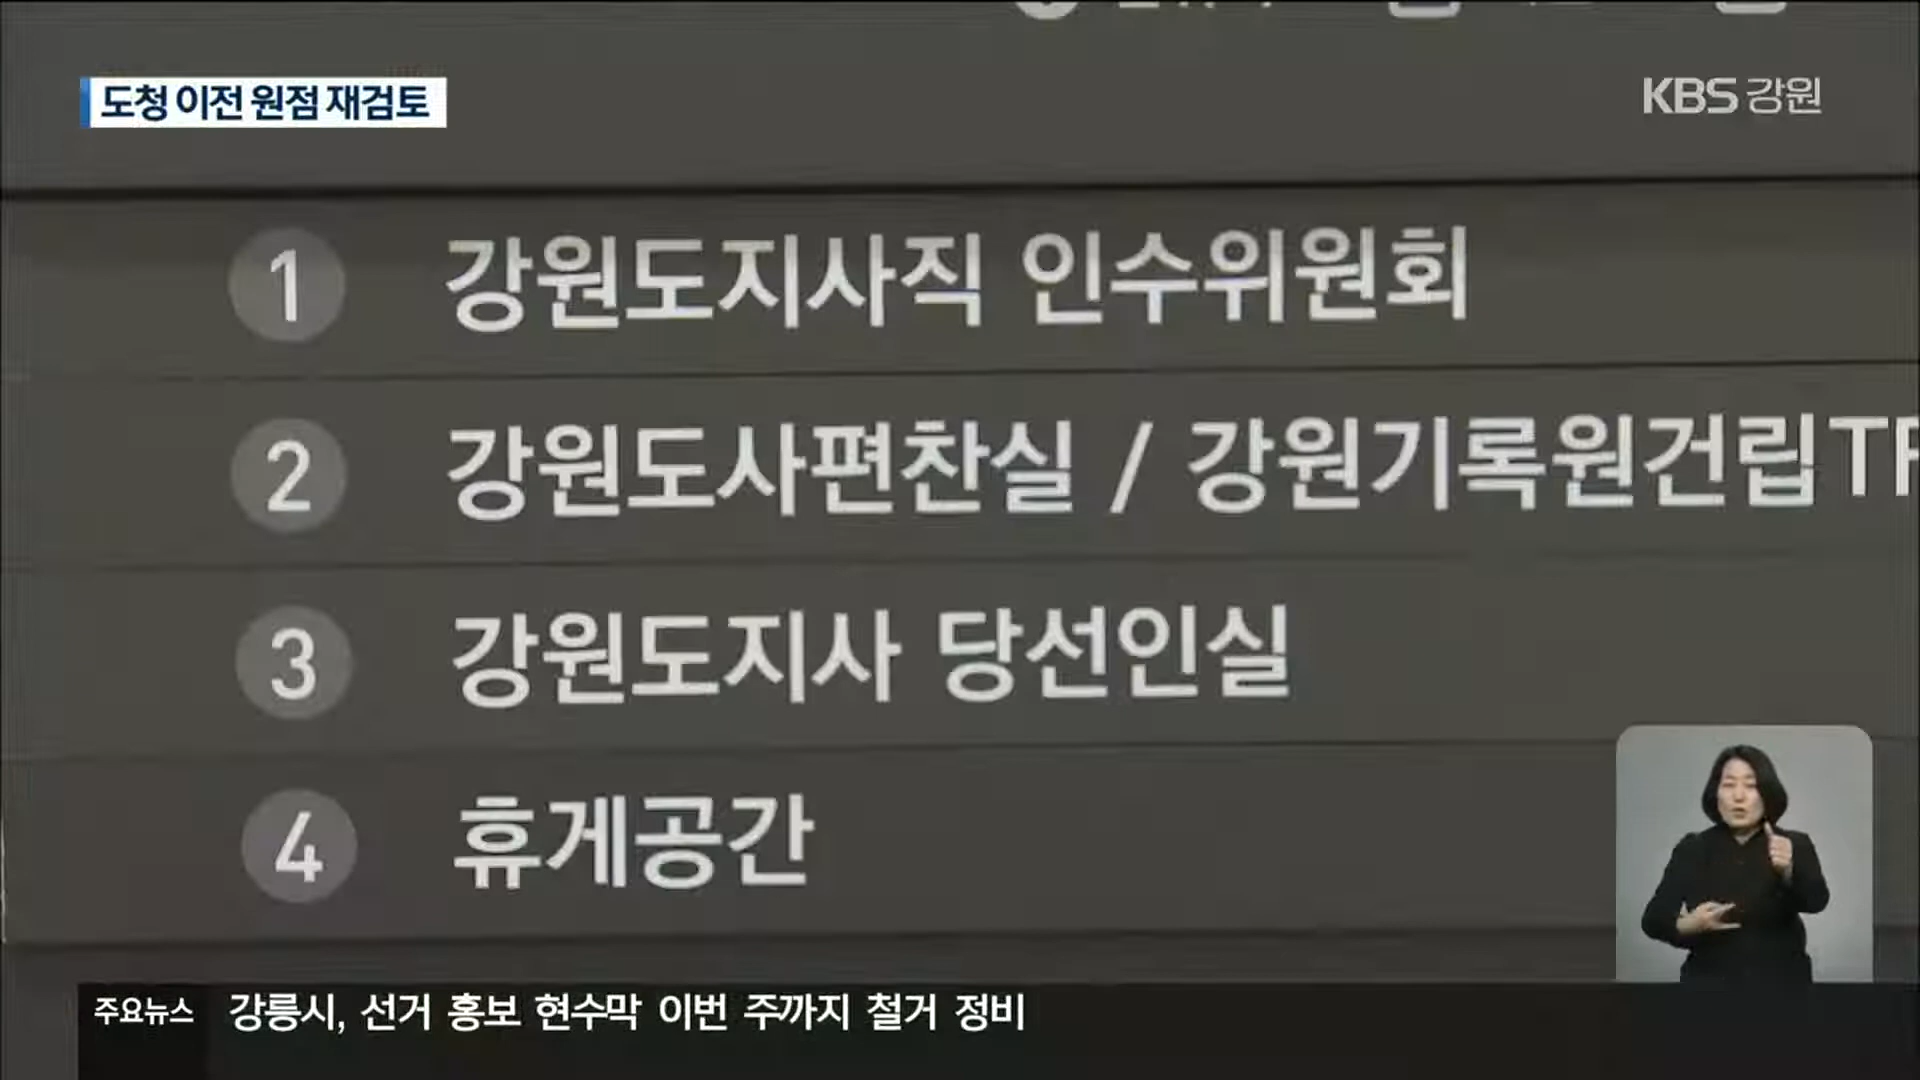 도청 이전 원점 재검토
KBS 강원
1 강원도지사직 인수위원회
2 강원도사편찬실 / 강원기록원건립
3 강원도지사 당선인실
4 휴게공간
주요뉴스 강릉시, 선거 홍보 현수막 이번 주까지 철거 정비